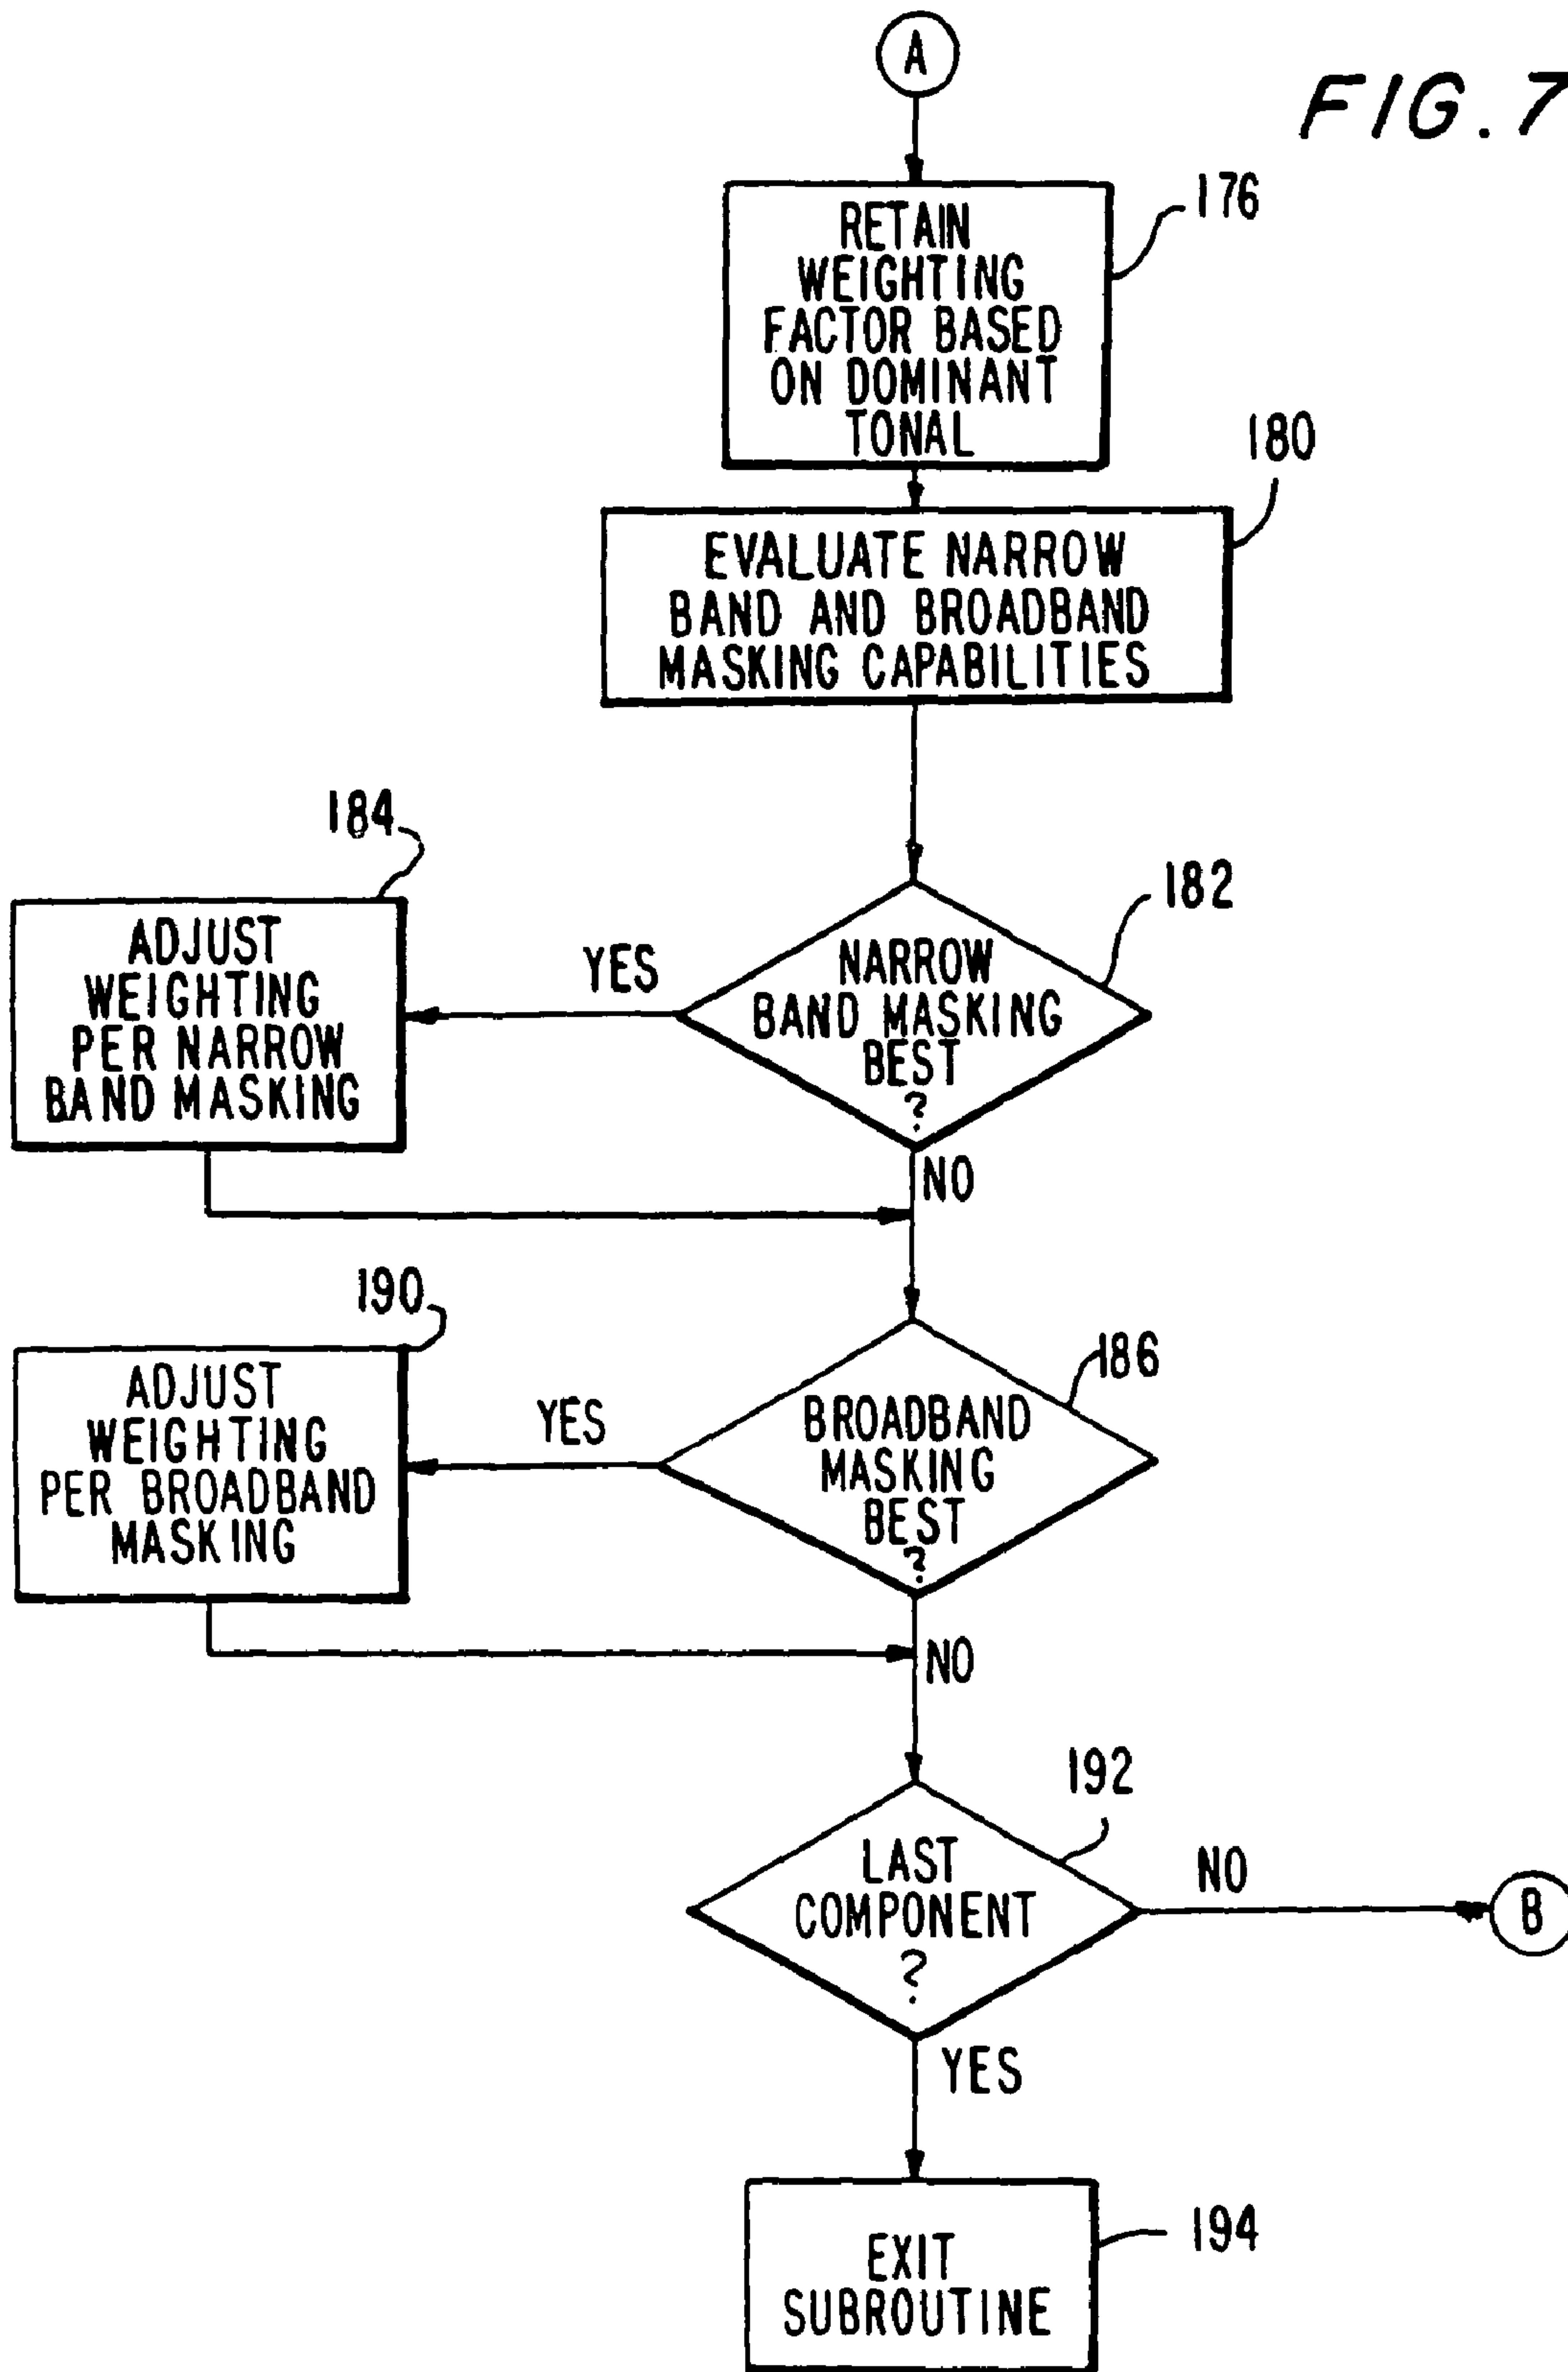 A
FIG. 7
176
RETAIN
WEIGHTING
FACTOR BASED
ON DOMINANT
TONAL
180
EVALUATE NARROW
BAND AND BROADBAND
MASKING CAPABILITIES
184
ADJUST
WEIGHTING
PER NARROW
BAND MASKING
YES
182
NARROW
BAND MASKING
BEST
?
NO
190
ADJUST
WEIGHTING
PER BROADBAND
MASKING
YES
186
BROADBAND
MASKING
BEST
?
NO
192
LAST
COMPONENT
?
NO
B
YES
194
EXIT
SUBROUTINE